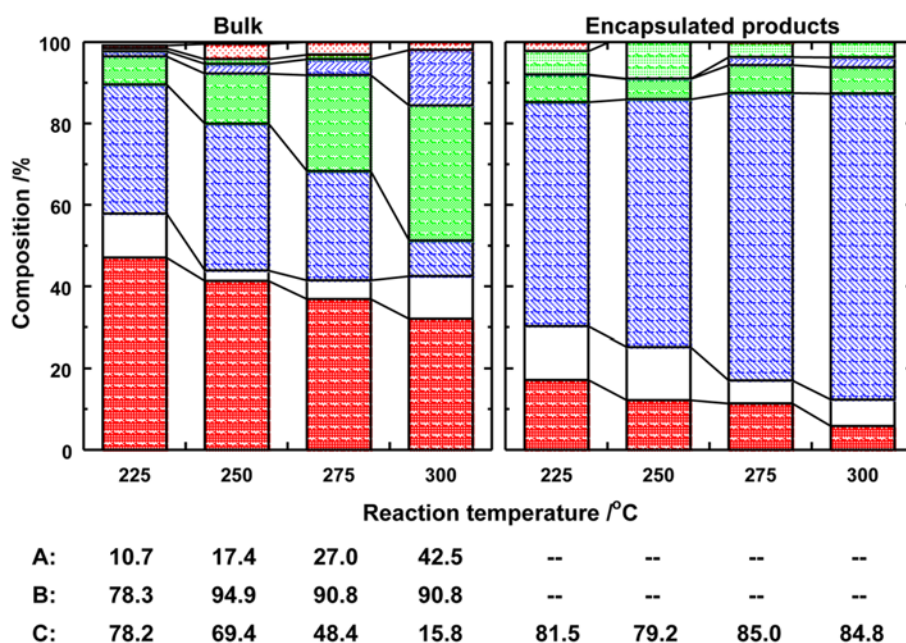 Bulk Encapsulated products
100
80
60
40
20
0
Composition /%
225 250 275 300 225 250 275 300
Reaction temperature /°C
A: 10.7 17.4 27.0 42.5 -- -- -- --
B: 78.3 94.9 90.8 90.8 -- -- -- --
C: 78.2 69.4 48.4 15.8 81.5 79.2 85.0 84.8